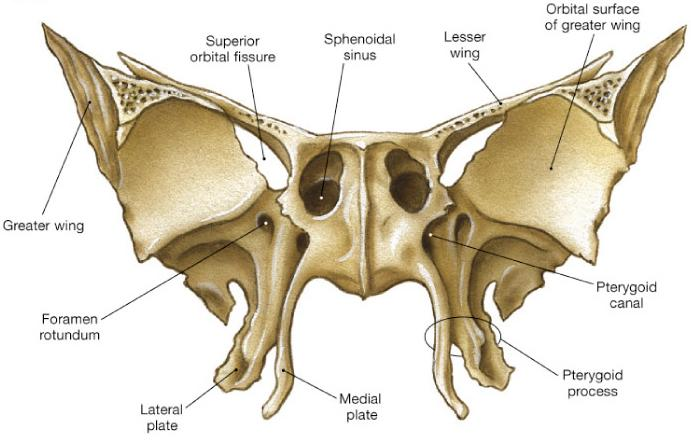 Orbital surface
of greater wing
Superior
orbital fissure
Sphenoidal
sinus
Lesser
wing
Greater wing
Foramen
rotundum
Pterygoid
canal
Pterygoid
process
Medial
plate
Lateral
plate